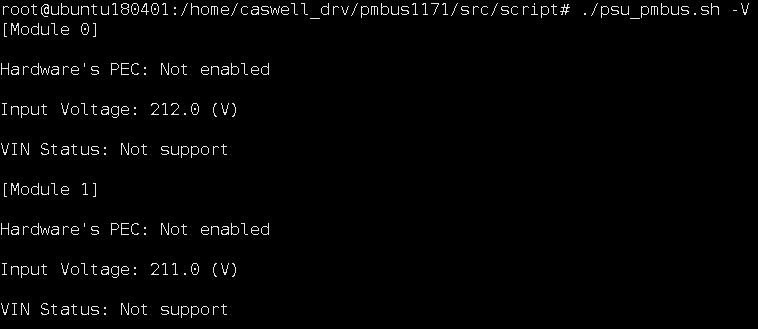 root@ubuntu180401:/home/caswell_drv/pmbus1171/src/script# ./psu_pmbus.sh -V
[Module 0]
Hardware's PEC: Not enabled
Input Voltage: 212.0 (V)
VIN Status: Not support
[Module 1]
Hardware's PEC: Not enabled
Input Voltage: 211.0 (V)
VIN Status: Not support